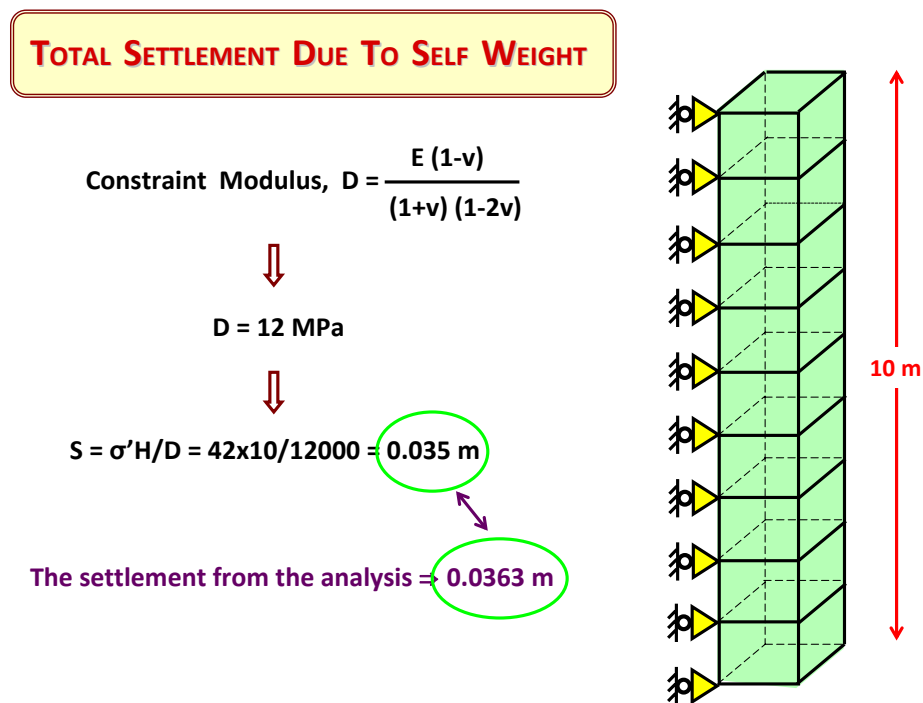 TOTAL SETTLEMENT DUE TO SELF WEIGHT
Constraint Modulus, D = E (1-v)
(1+v) (1-2v)
D = 12 MPa
S = σ’H/D = 42x10/12000 = 0.035 m
The settlement from the analysis ⇒ 0.0363 m
10 m